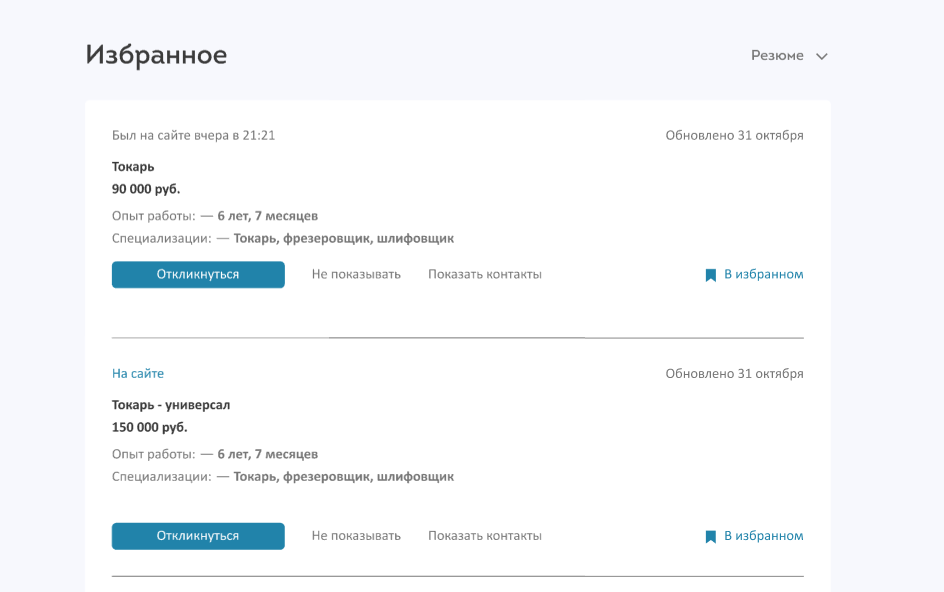 Избранное
Резюме
Был на сайте вчера в 21:21
Обновлено 31 октября
Токарь
90 000 руб.
Опыт работы: — 6 лет, 7 месяцев
Специализации: — Токарь, фрезеровщик, шлифовщик
Откликнуться
Не показывать
Показать контакты
В избранном
На сайте
Обновлено 31 октября
Токарь - универсал
150 000 руб.
Опыт работы: — 6 лет, 7 месяцев
Специализации: — Токарь, фрезеровщик, шлифовщик
Откликнуться
Не показывать
Показать контакты
В избранном